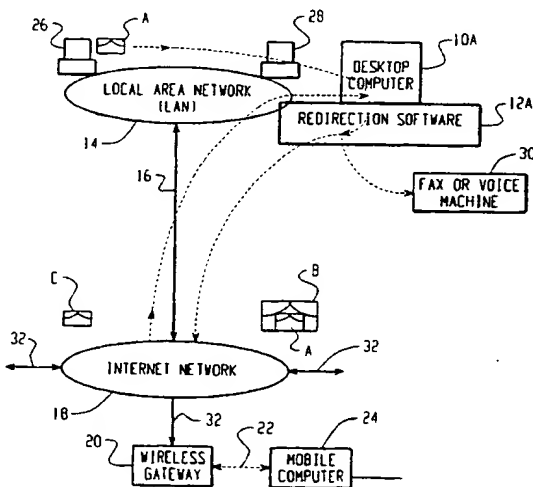 26
A
28
10A
DESKTOP
COMPUTER
LOCAL AREA NETWORK
(LAN)
REDIRECTION SOFTWARE
12A
14
30
16
FAX OR VOICE
MACHINE
C
B
A
32
32
INTERNET NETWORK
18
32
24
20
WIRELESS
GATEWAY
22
MOBILE
COMPUTER